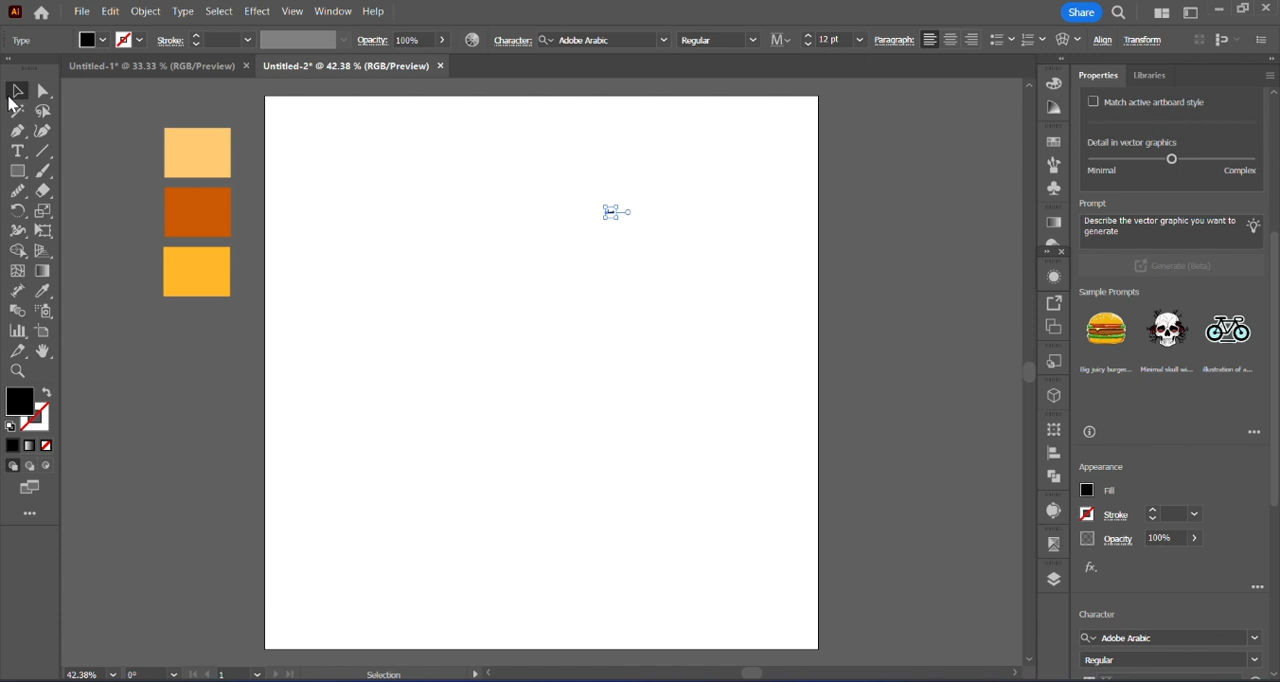 Ai File Edit Object Type Select Effect View Window Help Share
Type Stroke: Opacity: 100% Character: Adobe Arabic Regular 12 pt Paragraph: Align Transform
Untitled-1* @ 33.33 % (RGB/Preview) × Untitled-2* @ 42.38 % (RGB/Preview) ×
Properties Libraries
Match active artboard style
Detail in vector graphics
Minimal Complex
Prompt
Describe the vector graphic you want to
generate
Generate (Beta)
Sample Prompts
Big juicy burger... Minimal skull wi... Illustration of a...
Appearance
Fill
Stroke
Opacity 100%
fx.
Character
Adobe Arabic
Regular
42.38% 0° 1 Selection